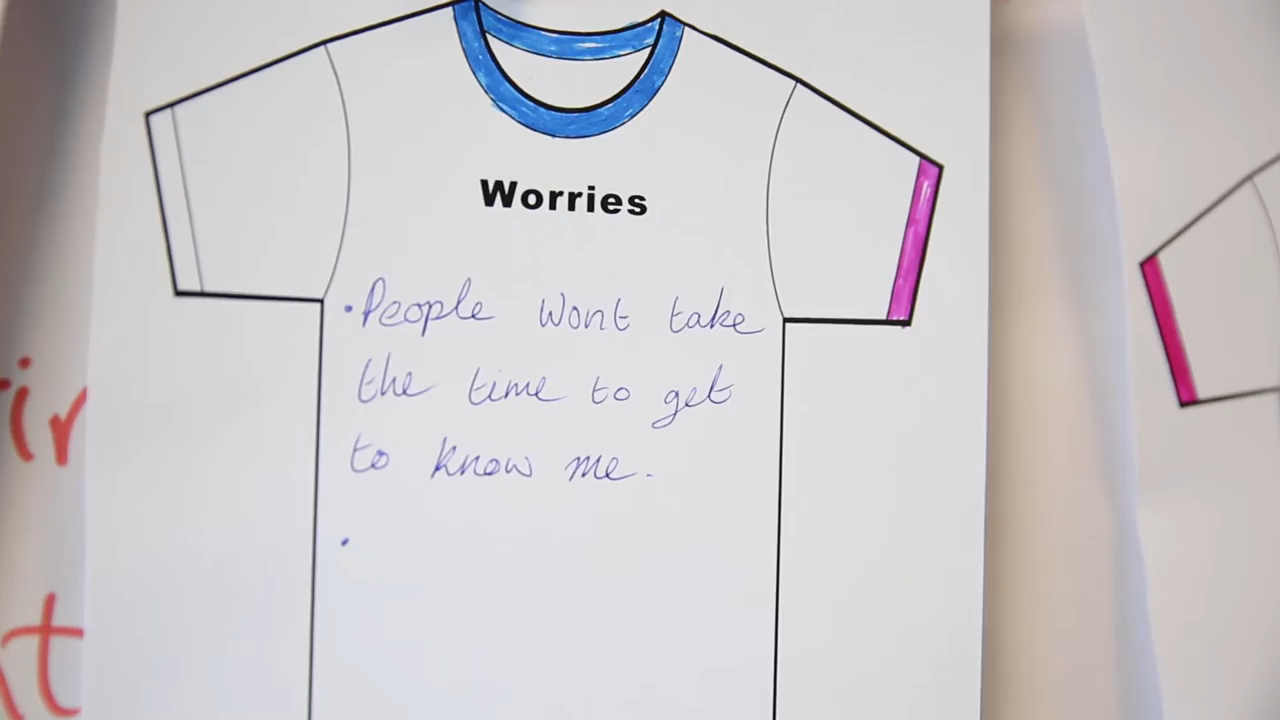 Worries
• People wont take
the time to get
to know me.
•